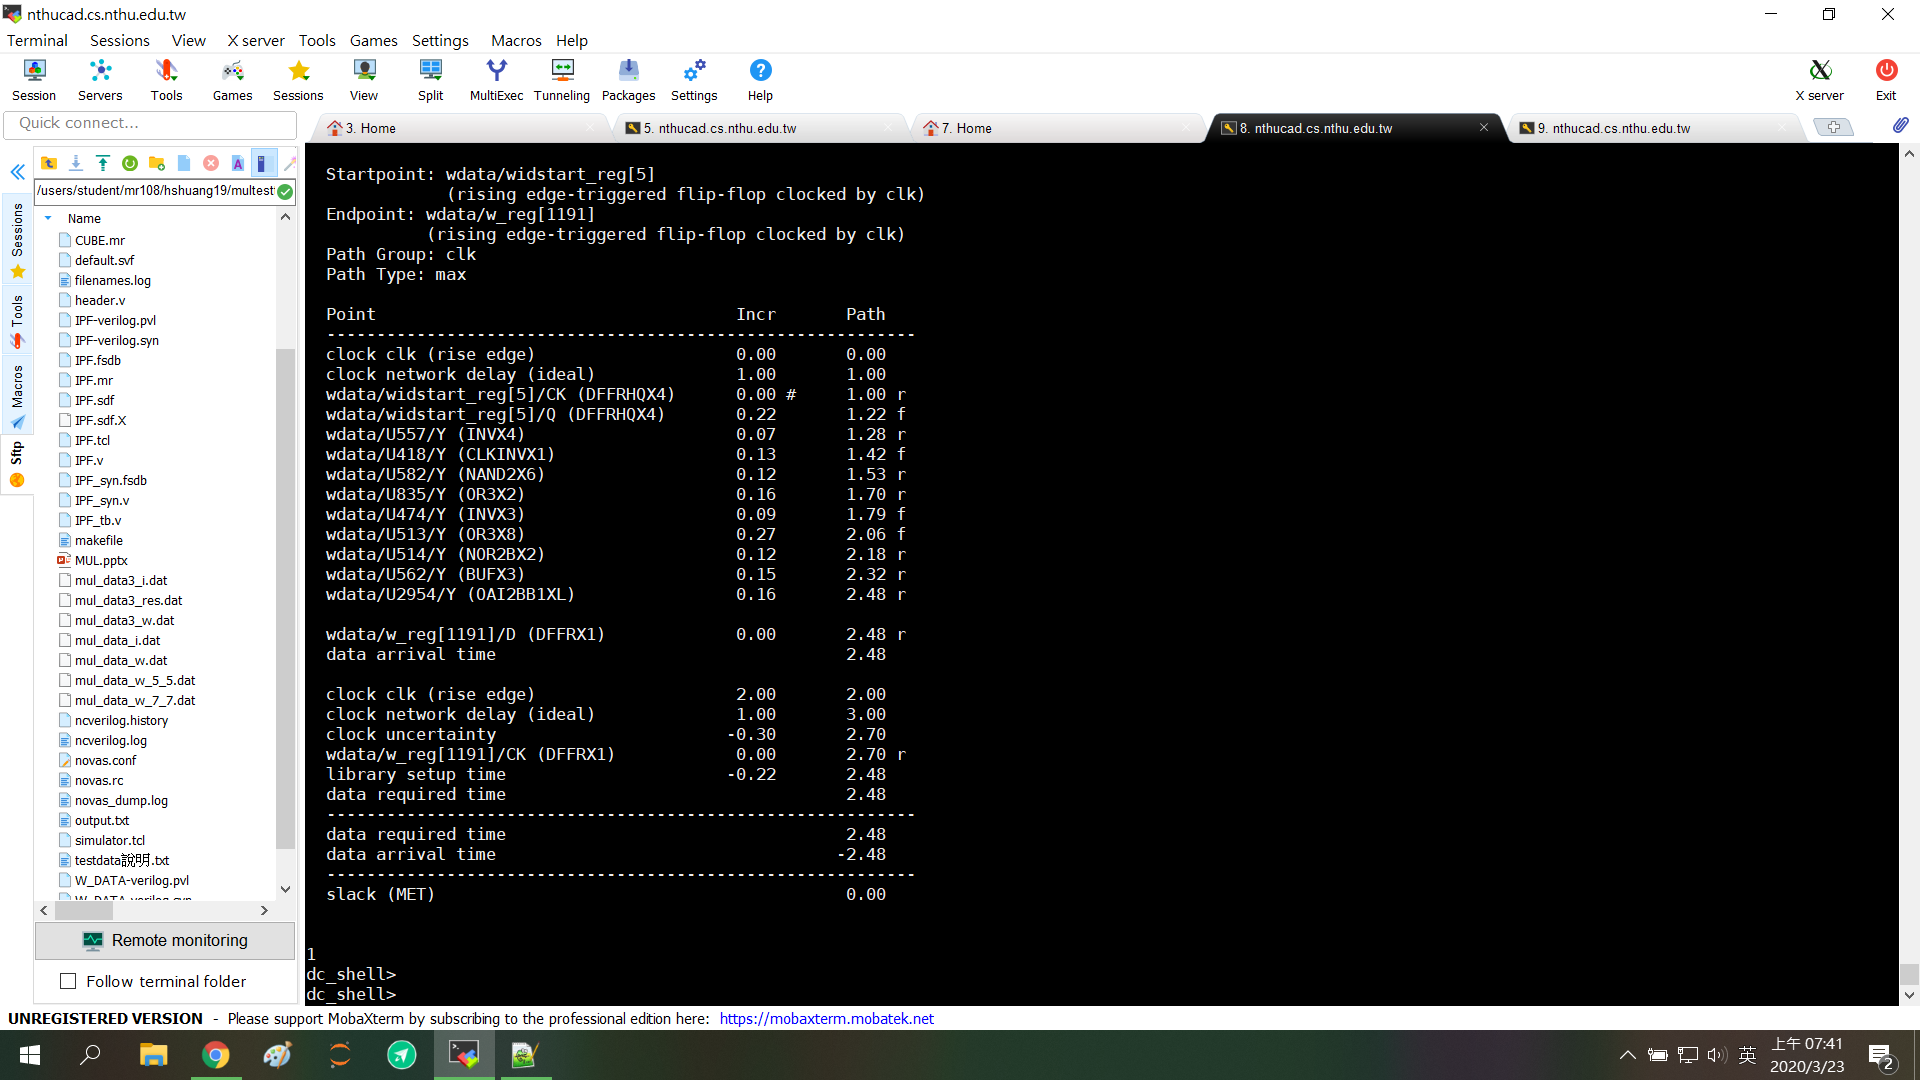 nthucad.cs.nthu.edu.tw
Terminal Sessions View X server Tools Games Settings Macros Help
Session Servers Tools Games Sessions View Split MultiExec Tunneling Packages Settings Help X server Exit
Quick connect...
3. Home 5. nthucad.cs.nthu.edu.tw 7. Home 8. nthucad.cs.nthu.edu.tw 9. nthucad.cs.nthu.edu.tw
Sessions
Tools
Macros
Sftp
/users/student/mr108/hshuang19/multest
Name
CUBE.mr
default.svf
filenames.log
header.v
IPF-verilog.pvl
IPF-verilog.syn
IPF.fsdb
IPF.mr
IPF.sdf
IPF.sdf.X
IPF.tcl
IPF.v
IPF_syn.fsdb
IPF_syn.v
IPF_tb.v
makefile
MUL.pptx
mul_data3_i.dat
mul_data3_res.dat
mul_data3_w.dat
mul_data_i.dat
mul_data_w.dat
mul_data_w_5_5.dat
mul_data_w_7_7.dat
ncverilog.history
ncverilog.log
novas.conf
novas.rc
novas_dump.log
output.txt
simulator.tcl
testdata說明.txt
W_DATA-verilog.pvl
W_DATA-verilog.syn
Remote monitoring
Follow terminal folder
Startpoint: wdata/widstart_reg[5]
(rising edge-triggered flip-flop clocked by clk)
Endpoint: wdata/w_reg[1191]
(rising edge-triggered flip-flop clocked by clk)
Path Group: clk
Path Type: max
Point Incr Path
-----------------------------------------------------------
clock clk (rise edge) 0.00 0.00
clock network delay (ideal) 1.00 1.00
wdata/widstart_reg[5]/CK (DFFRHQX4) 0.00 # 1.00 r
wdata/widstart_reg[5]/Q (DFFRHQX4) 0.22 1.22 f
wdata/U557/Y (INVX4) 0.07 1.28 r
wdata/U418/Y (CLKINVX1) 0.13 1.42 f
wdata/U582/Y (NAND2X6) 0.12 1.53 r
wdata/U835/Y (OR3X2) 0.16 1.70 r
wdata/U474/Y (INVX3) 0.09 1.79 f
wdata/U513/Y (OR3X8) 0.27 2.06 f
wdata/U514/Y (NOR2BX2) 0.12 2.18 r
wdata/U562/Y (BUFX3) 0.15 2.32 r
wdata/U2954/Y (OAI2BB1XL) 0.16 2.48 r
wdata/w_reg[1191]/D (DFFRX1) 0.00 2.48 r
data arrival time 2.48
clock clk (rise edge) 2.00 2.00
clock network delay (ideal) 1.00 3.00
clock uncertainty -0.30 2.70
wdata/w_reg[1191]/CK (DFFRX1) 0.00 2.70 r
library setup time -0.22 2.48
data required time 2.48
-----------------------------------------------------------
data required time 2.48
data arrival time -2.48
-----------------------------------------------------------
slack (MET) 0.00
1
dc_shell>
dc_shell>
UNREGISTERED VERSION - Please support MobaXterm by subscribing to the professional edition here: https://mobaxterm.mobatek.net
英 上午 07:41
2020/3/23
2